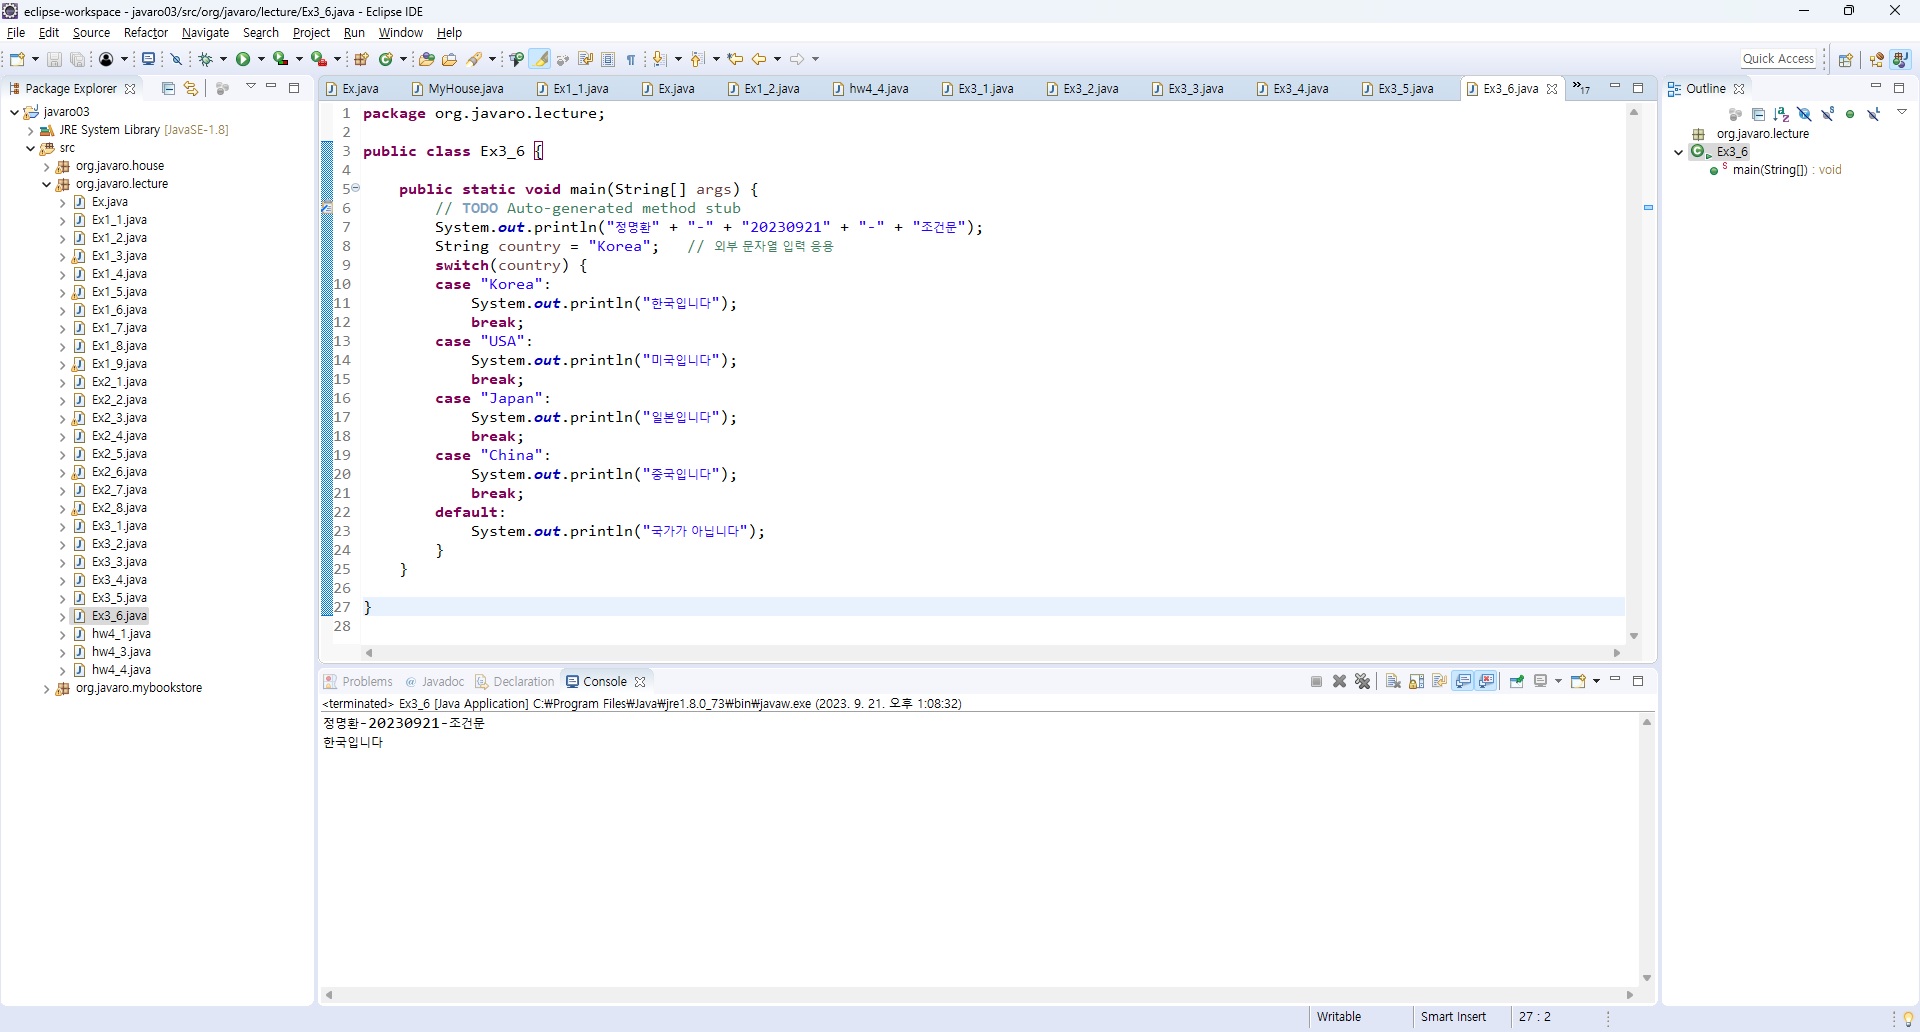 eclipse-workspace - javaro03/src/org/javaro/lecture/Ex3_6.java - Eclipse IDE
File Edit Source Refactor Navigate Search Project Run Window Help
Quick Access
Package Explorer
javaro03
JRE System Library [JavaSE-1.8]
src
org.javaro.house
org.javaro.lecture
Ex.java
Ex1_1.java
Ex1_2.java
Ex1_3.java
Ex1_4.java
Ex1_5.java
Ex1_6.java
Ex1_7.java
Ex1_8.java
Ex1_9.java
Ex2_1.java
Ex2_2.java
Ex2_3.java
Ex2_4.java
Ex2_5.java
Ex2_6.java
Ex2_7.java
Ex2_8.java
Ex3_1.java
Ex3_2.java
Ex3_3.java
Ex3_4.java
Ex3_5.java
Ex3_6.java
hw4_1.java
hw4_3.java
hw4_4.java
org.javaro.mybookstore
Ex.java MyHouse.java Ex1_1.java Ex.java Ex1_2.java hw4_4.java Ex3_1.java Ex3_2.java Ex3_3.java Ex3_4.java Ex3_5.java Ex3_6.java »17
1 package org.javaro.lecture;
2
3 public class Ex3_6 {
4
5 public static void main(String[] args) {
6 // TODO Auto-generated method stub
7 System.out.println("정명환" + "-" + "20230921" + "-" + "조건문");
8 String country = "Korea"; // 외부 문자열 입력 응용
9 switch(country) {
10 case "Korea":
11 System.out.println("한국입니다");
12 break;
13 case "USA":
14 System.out.println("미국입니다");
15 break;
16 case "Japan":
17 System.out.println("일본입니다");
18 break;
19 case "China":
20 System.out.println("중국입니다");
21 break;
22 default:
23 System.out.println("국가가 아닙니다");
24 }
25 }
26
27 }
28
Problems @ Javadoc Declaration Console
<terminated> Ex3_6 [Java Application] C:₩Program Files₩Java₩jre1.8.0_73₩bin₩javaw.exe (2023. 9. 21. 오후 1:08:32)
정명환-20230921-조건문
한국입니다
Outline
org.javaro.lecture
Ex3_6
main(String[]) : void
Writable Smart Insert 27 : 2